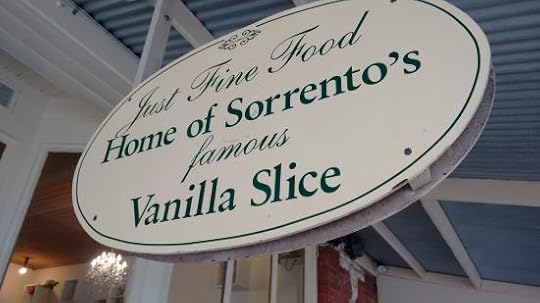 Just Fine Food
Home of Sorrento's
famous
Vanilla Slice